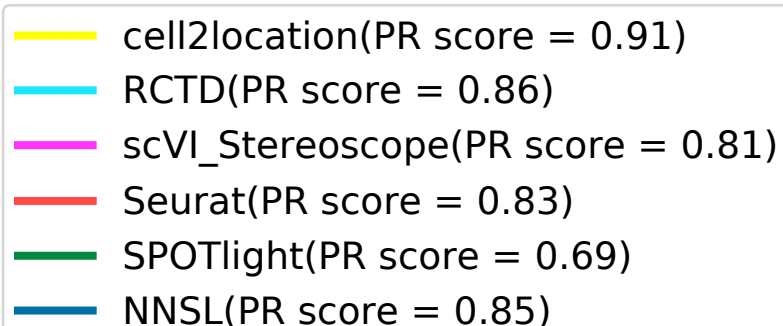 cell2location(PR score = 0.91)
RCTD(PR score = 0.86)
scVI_Stereoscope(PR score = 0.81)
Seurat(PR score = 0.83)
SPOTlight(PR score = 0.69)
NNSL(PR score = 0.85)